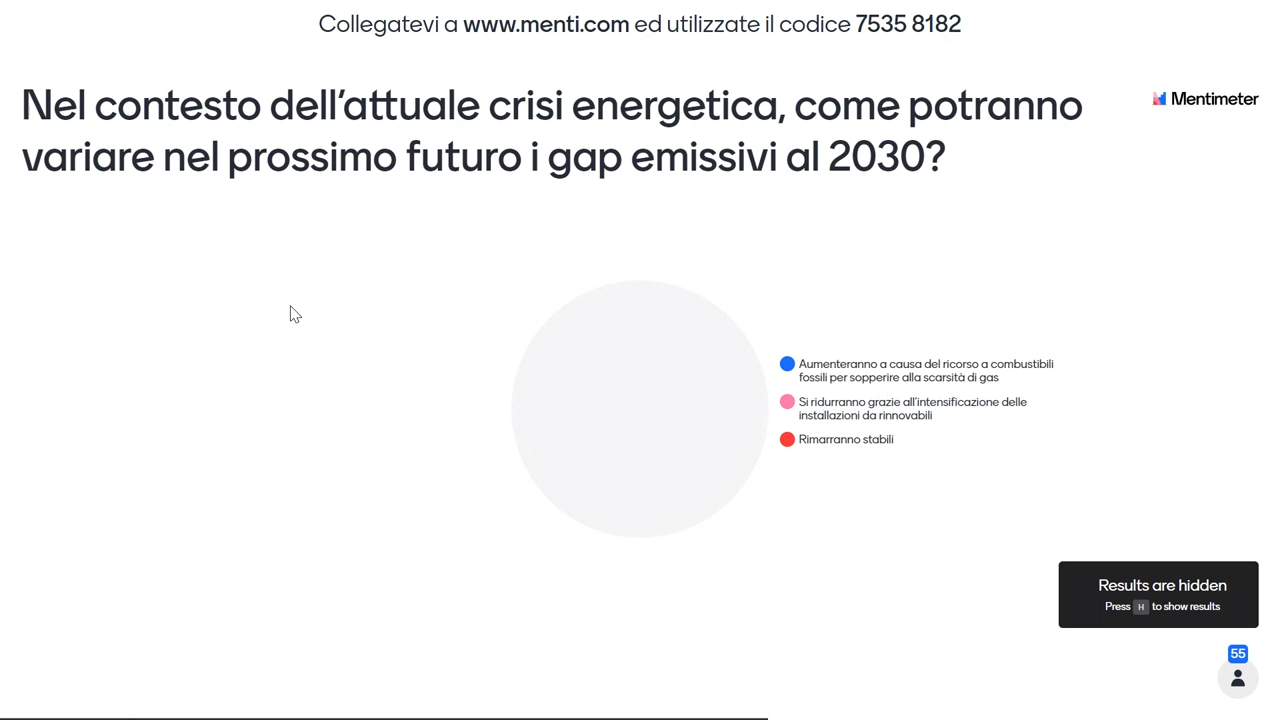 Collegatevi a www.menti.com ed utilizzate il codice 7535 8182
Nel contesto dell’attuale crisi energetica, come potranno
variare nel prossimo futuro i gap emissivi al 2030?
Mentimeter
Aumenteranno a causa del ricorso a combustibili
fossili per sopperire alla scarsità di gas
Si ridurranno grazie all’intensificazione delle
installazioni da rinnovabili
Rimarranno stabili
Results are hidden
Press H to show results
55